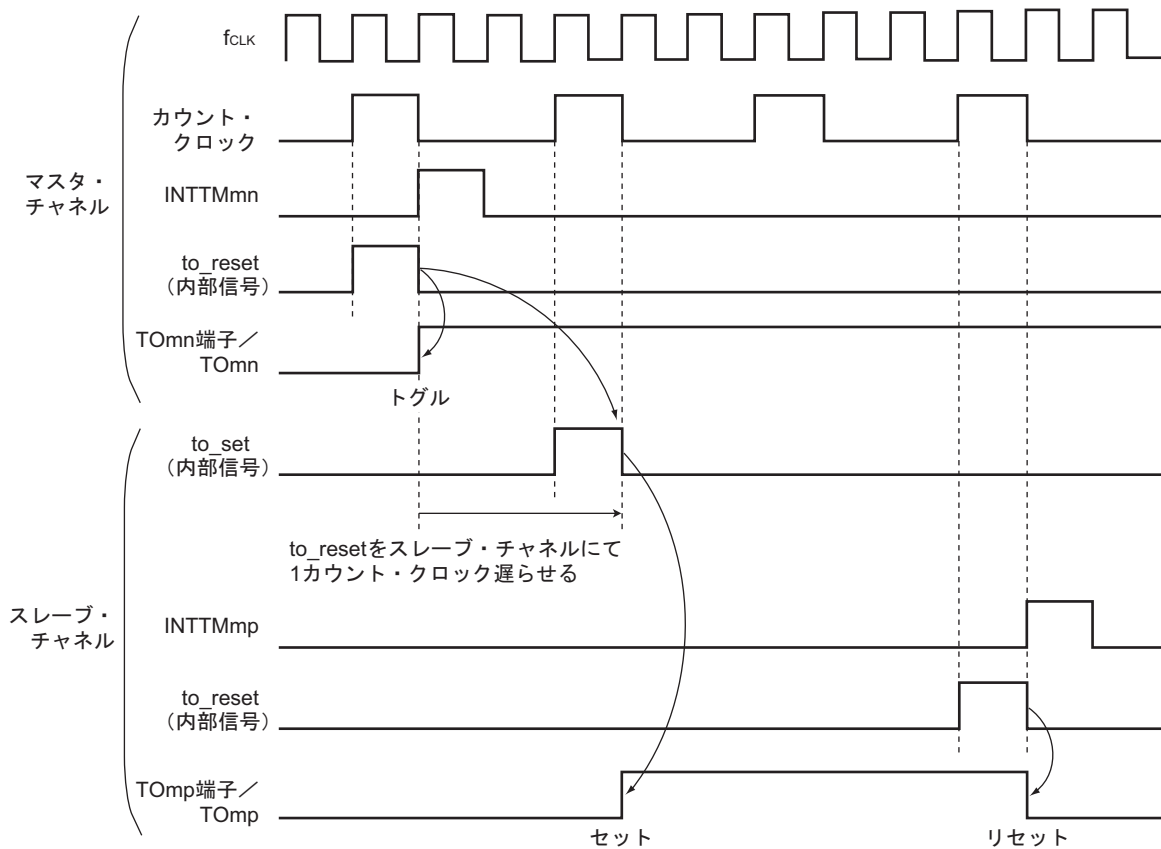 fCLK
カウント・
クロック
マスタ・
チャネル
INTTMmn
to_reset
（内部信号）
TOmn端子／
TOmn
トグル
to_set
（内部信号）
to_resetをスレーブ・チャネルにて
1カウント・クロック遅らせる
スレーブ・
チャネル
INTTMmp
to_reset
（内部信号）
TOmp端子／
TOmp
セット
リセット